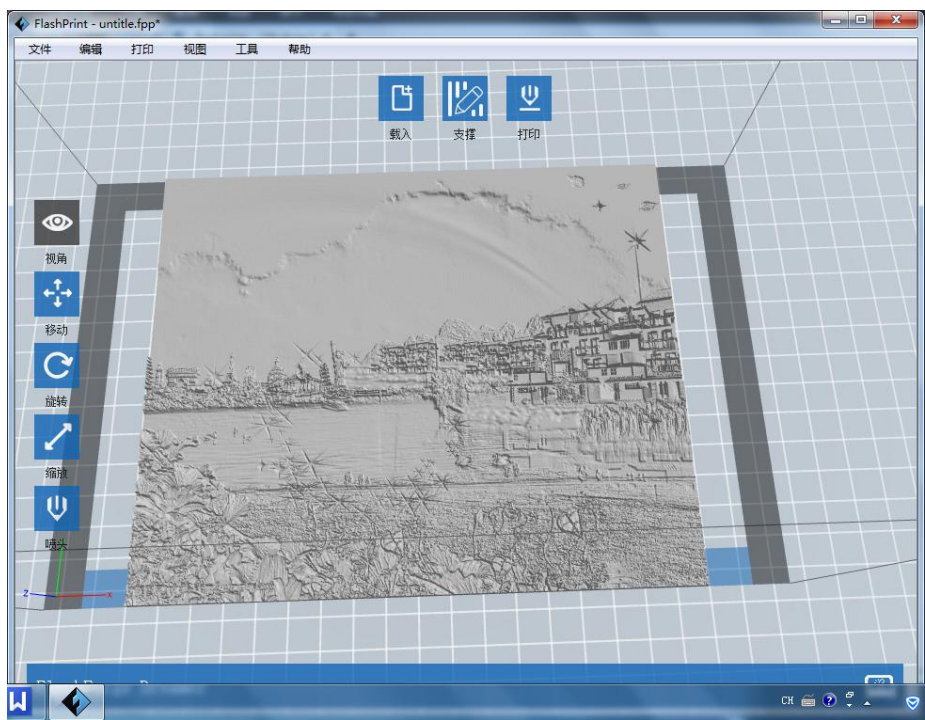 FlashPrint - untitle.fpp*
文件 编辑 打印 视图 工具 帮助
载入 支撑 打印
视角
移动
旋转
缩放
喷头
z x
CH